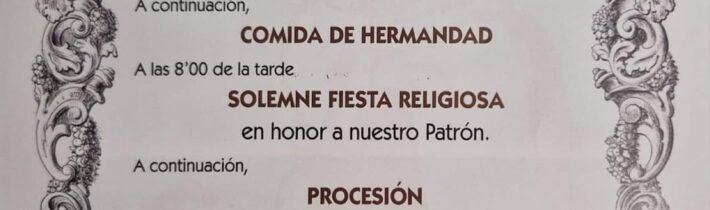 A continuación,
COMIDA DE HERMANDAD
A las 8'00 de la tarde
SOLEMNE FIESTA RELIGIOSA
en honor a nuestro Patrón.
A continuación,
PROCESIÓN